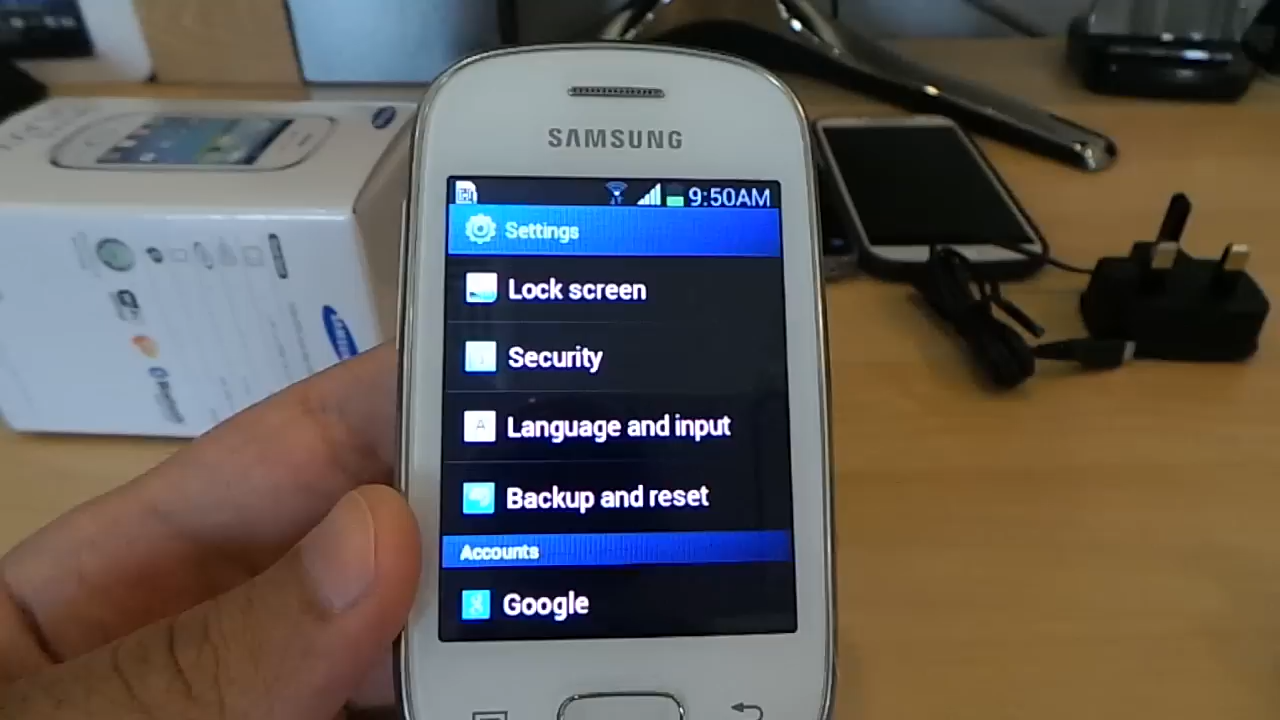 SAMSUNG
9:50AM
Settings
Lock screen
Security
A
Language and input
Backup and reset
Accounts
Google